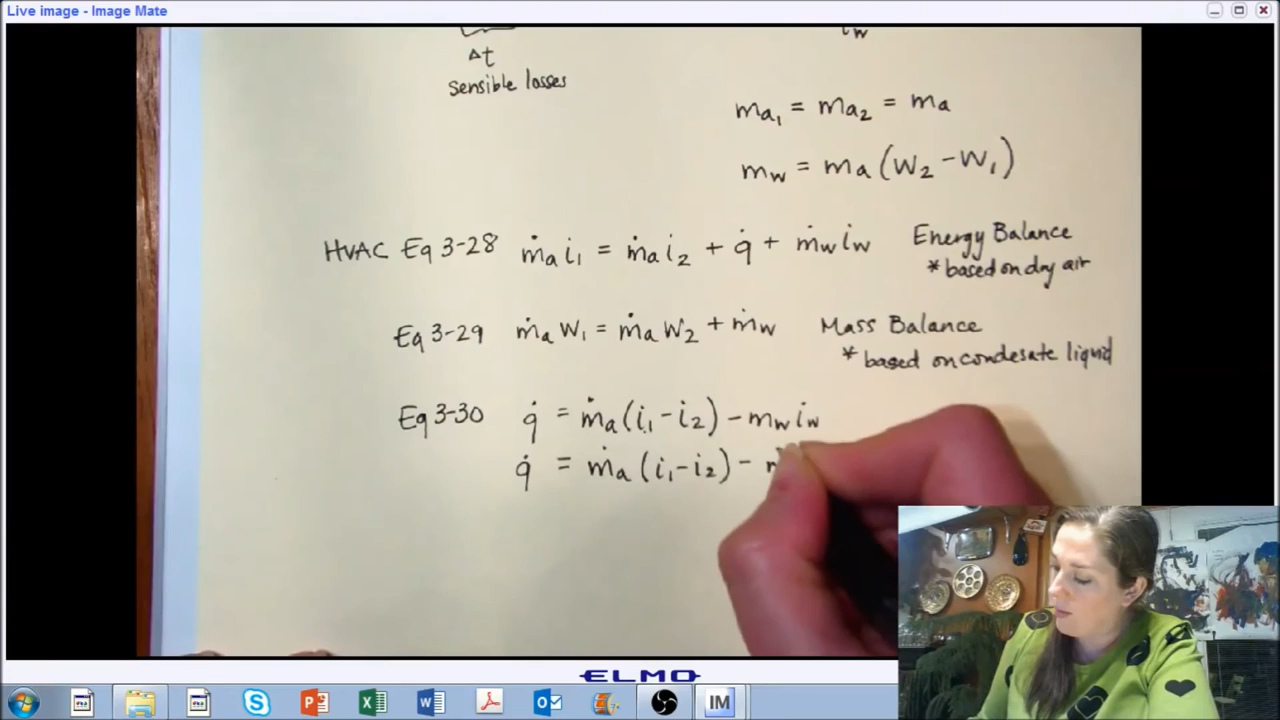 Live image - Image Mate
iw
Δt
sensible losses
ma₁ = ma₂ = ma
mw = ma (W₂ - W₁)
HVAC Eq 3-28 ṁa i₁ = ṁa i₂ + q̇ + ṁw iw Energy Balance
* based on dry air
Eq 3-29 ṁa W₁ = ṁa W₂ + ṁw Mass Balance
* based on condesate liquid
Eq 3-30 q̇ = ṁa (i₁ - i₂) - mw iw
q̇ = ṁa (i₁ - i₂) -
ELMO
IM